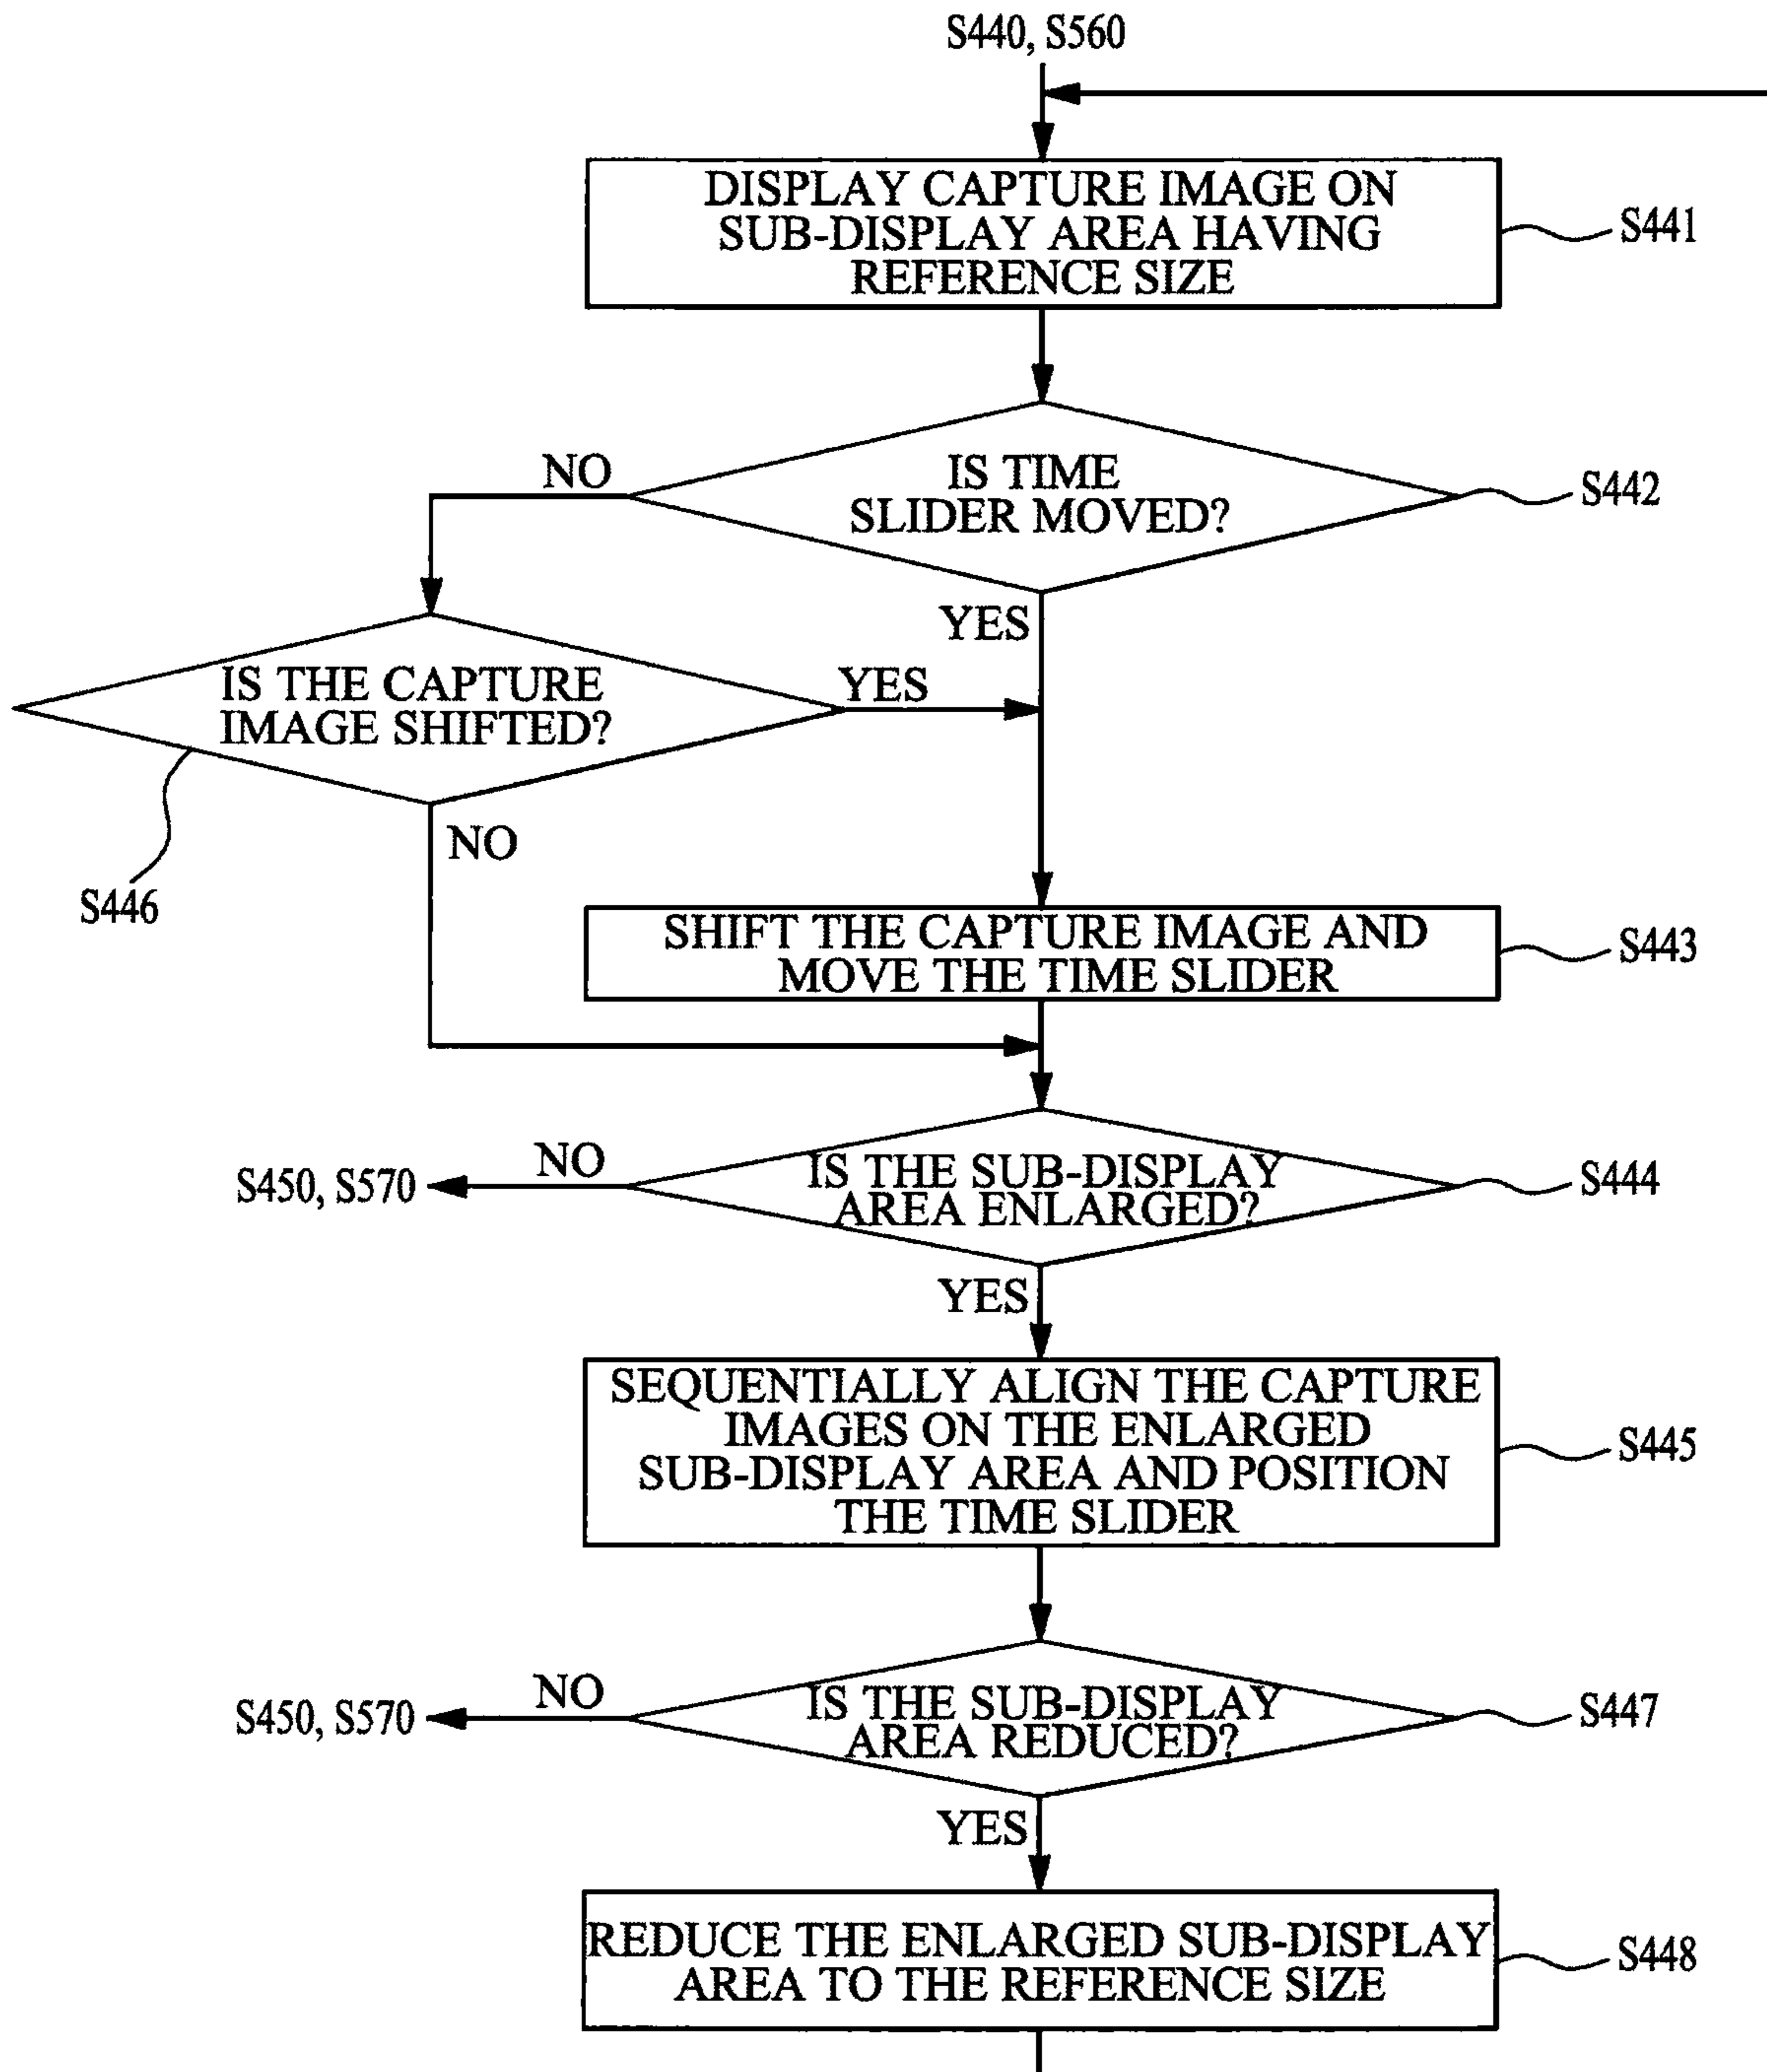 S440, S560
DISPLAY CAPTURE IMAGE ON
SUB-DISPLAY AREA HAVING
REFERENCE SIZE
S441
NO
IS TIME
SLIDER MOVED?
S442
YES
IS THE CAPTURE
IMAGE SHIFTED?
YES
NO
S446
SHIFT THE CAPTURE IMAGE AND
MOVE THE TIME SLIDER
S443
S450, S570
NO
IS THE SUB-DISPLAY
AREA ENLARGED?
S444
YES
SEQUENTIALLY ALIGN THE CAPTURE
IMAGES ON THE ENLARGED
SUB-DISPLAY AREA AND POSITION
THE TIME SLIDER
S445
S450, S570
NO
IS THE SUB-DISPLAY
AREA REDUCED?
S447
YES
REDUCE THE ENLARGED SUB-DISPLAY
AREA TO THE REFERENCE SIZE
S448